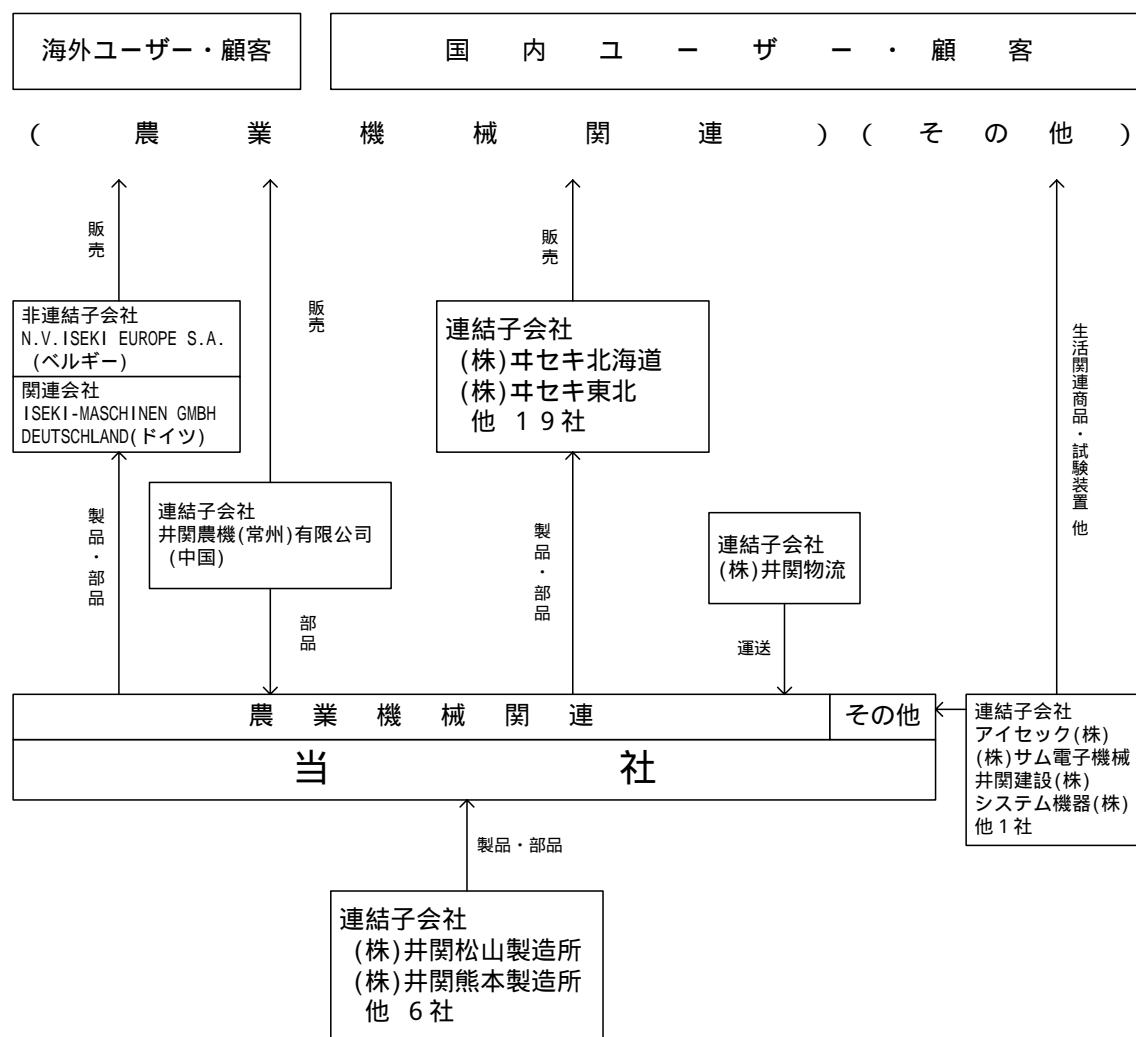 海外ユーザー・顧客
国内ユーザー・顧客
(農業機械関連)(その他)
販売
販売
販売
非連結子会社
N.V.ISEKI EUROPE S.A.
(ベルギー)
関連会社
ISEKI-MASCHINEN GMBH
DEUTSCHLAND(ドイツ)
連結子会社
(株)ヰセキ北海道
(株)ヰセキ東北
他 19社
生活関連商品・試験装置 他
製品・部品
連結子会社
井関農機(常州)有限公司
(中国)
部品
製品・部品
連結子会社
(株)井関物流
運送
農業機械関連
その他
当社
連結子会社
アイセック(株)
(株)サム電子機械
井関建設(株)
システム機器(株)
他1社
製品・部品
連結子会社
(株)井関松山製造所
(株)井関熊本製造所
他 6社